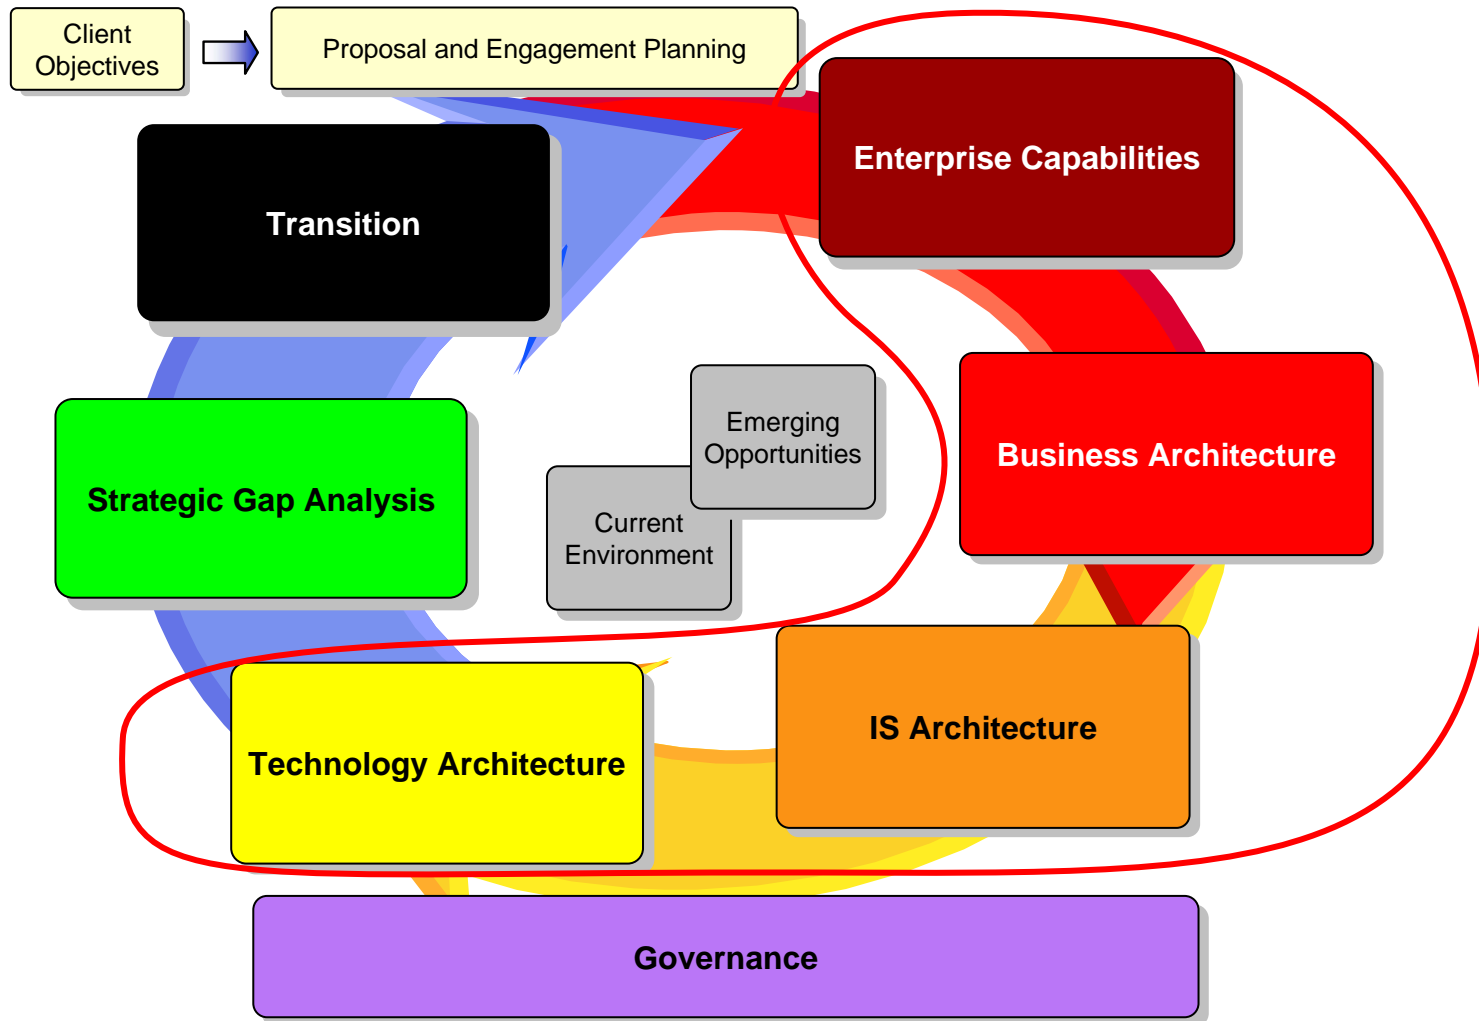 Client
Objectives
Proposal and Engagement Planning
Enterprise Capabilities
Transition
Emerging
Opportunities
Business Architecture
Strategic Gap Analysis
Current
Environment
IS Architecture
Technology Architecture
Governance